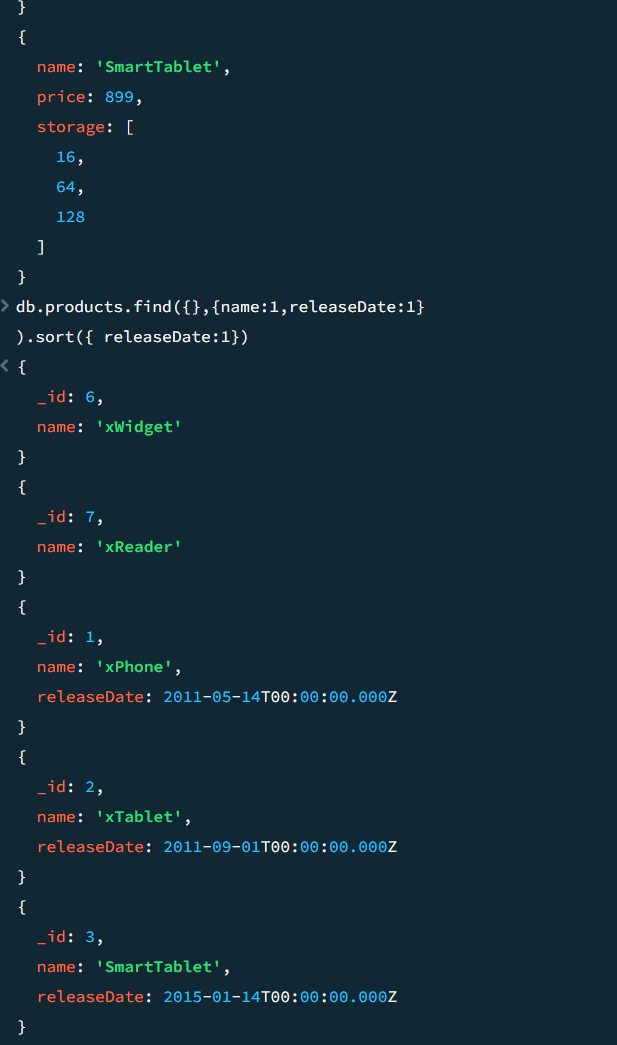 }
{
  name: 'SmartTablet',
  price: 899,
  storage: [
    16,
    64,
    128
  ]
}
> db.products.find({},{name:1,releaseDate:1}
).sort({ releaseDate:1})
< {
  _id: 6,
  name: 'xWidget'
}
{
  _id: 7,
  name: 'xReader'
}
{
  _id: 1,
  name: 'xPhone',
  releaseDate: 2011-05-14T00:00:00.000Z
}
{
  _id: 2,
  name: 'xTablet',
  releaseDate: 2011-09-01T00:00:00.000Z
}
{
  _id: 3,
  name: 'SmartTablet',
  releaseDate: 2015-01-14T00:00:00.000Z
}